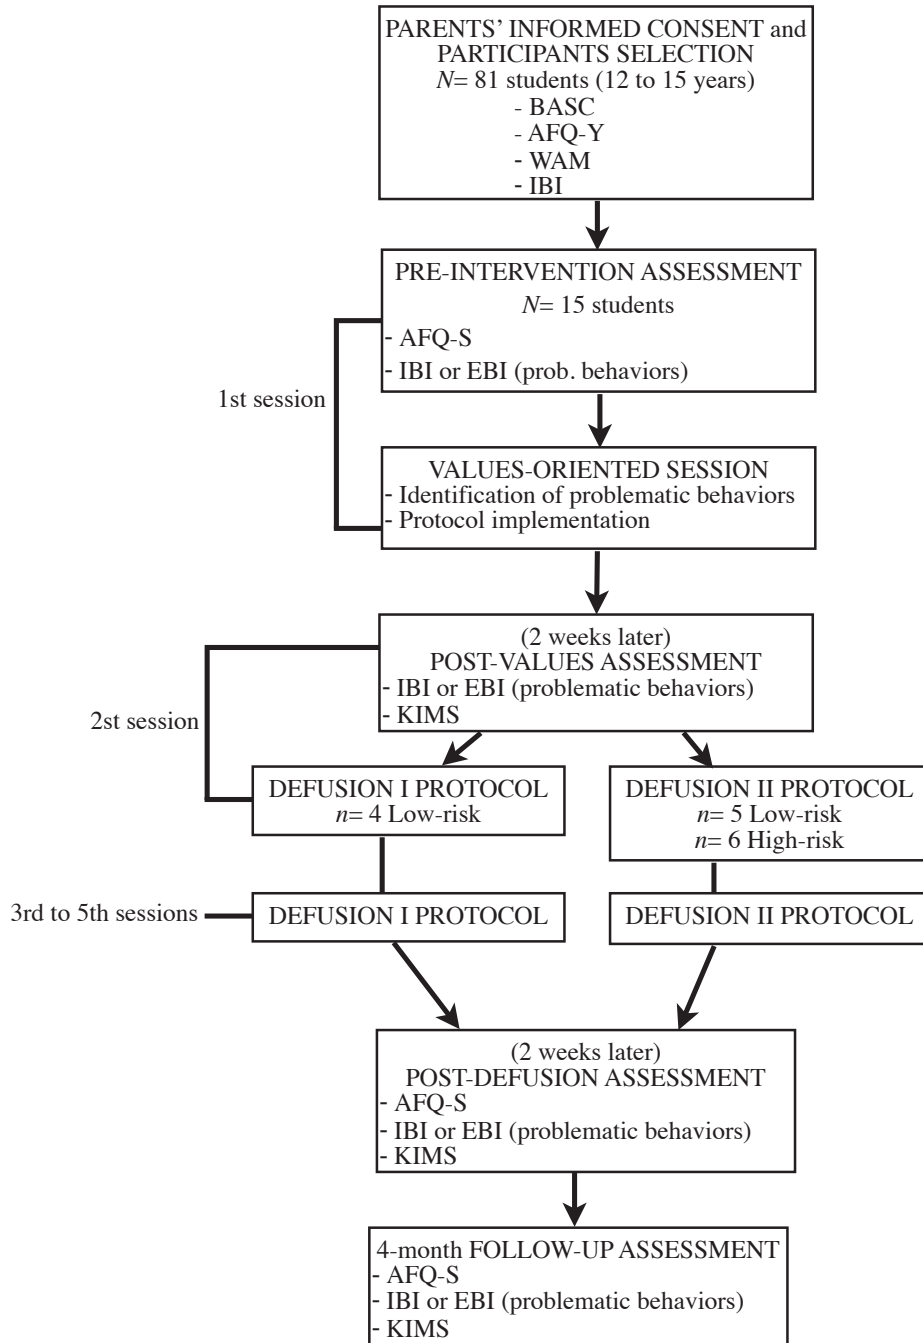 PARENTS' INFORMED CONSENT and
PARTICIPANTS SELECTION
N= 81 students (12 to 15 years)
- BASC
- AFQ-Y
- WAM
- IBI
PRE-INTERVENTION ASSESSMENT
N= 15 students
- AFQ-S
- IBI or EBI (prob. behaviors)
1st session
VALUES-ORIENTED SESSION
- Identification of problematic behaviors
- Protocol implementation
(2 weeks later)
POST-VALUES ASSESSMENT
- IBI or EBI (problematic behaviors)
- KIMS
2st session
DEFUSION I PROTOCOL
n= 4 Low-risk
DEFUSION II PROTOCOL
n= 5 Low-risk
n= 6 High-risk
3rd to 5th sessions
DEFUSION I PROTOCOL
DEFUSION II PROTOCOL
(2 weeks later)
POST-DEFUSION ASSESSMENT
- AFQ-S
- IBI or EBI (problematic behaviors)
- KIMS
4-month FOLLOW-UP ASSESSMENT
- AFQ-S
- IBI or EBI (problematic behaviors)
- KIMS